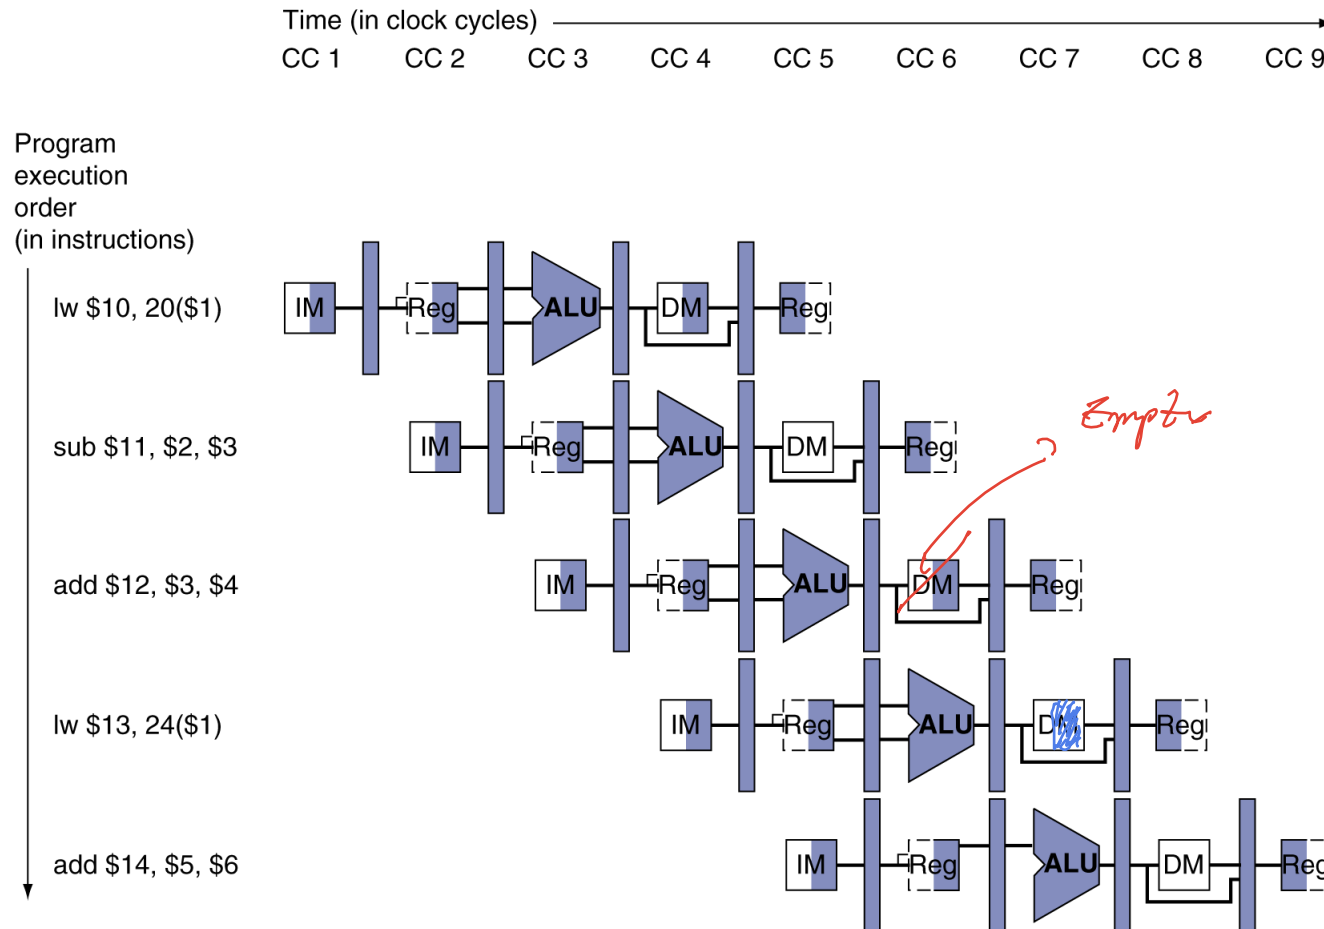 Time (in clock cycles)
CC 1 CC 2 CC 3 CC 4 CC 5 CC 6 CC 7 CC 8 CC 9
Program
execution
order
(in instructions)
lw $10, 20($1) IM Reg ALU DM Reg
Empty
sub $11, $2, $3 IM Reg ALU DM Reg
add $12, $3, $4 IM Reg ALU DM Reg
lw $13, 24($1) IM Reg ALU DM Reg
add $14, $5, $6 IM Reg ALU DM Reg